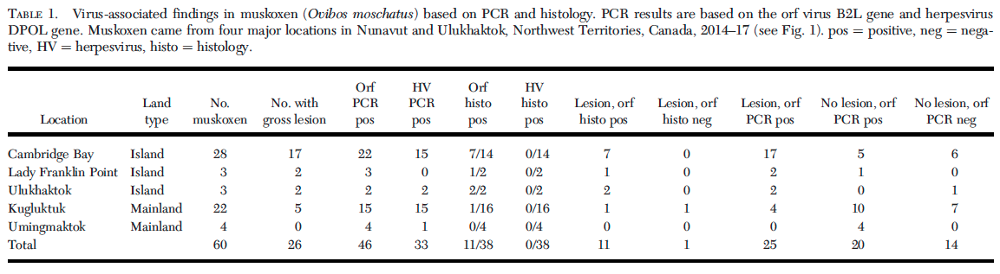 TABLE 1. Virus-associated findings in muskoxen (Ovibos moschatus) based on PCR and histology. PCR results are based on the orf virus B2L gene and herpesvirus
DPOL gene. Muskoxen came from four major locations in Nunavut and Ulukhaktok, Northwest Territories, Canada, 2014–17 (see Fig. 1). pos = positive, neg = nega-
tive, HV = herpesvirus, histo = histology.
Location Land type No. muskoxen No. with gross lesion Orf PCR pos HV PCR pos Orf histo pos HV histo pos Lesion, orf histo pos Lesion, orf histo neg Lesion, orf PCR pos No lesion, orf PCR pos No lesion, orf PCR neg
Cambridge Bay Island 28 17 22 15 7/14 0/14 7 0 17 5 6
Lady Franklin Point Island 3 2 3 0 1/2 0/2 1 0 2 1 0
Ulukhaktok Island 3 2 2 2 2/2 0/2 2 0 2 0 1
Kugluktuk Mainland 22 5 15 15 1/16 0/16 1 1 4 10 7
Umingmaktok Mainland 4 0 4 1 0/4 0/4 0 0 0 4 0
Total 60 26 46 33 11/38 0/38 11 1 25 20 14